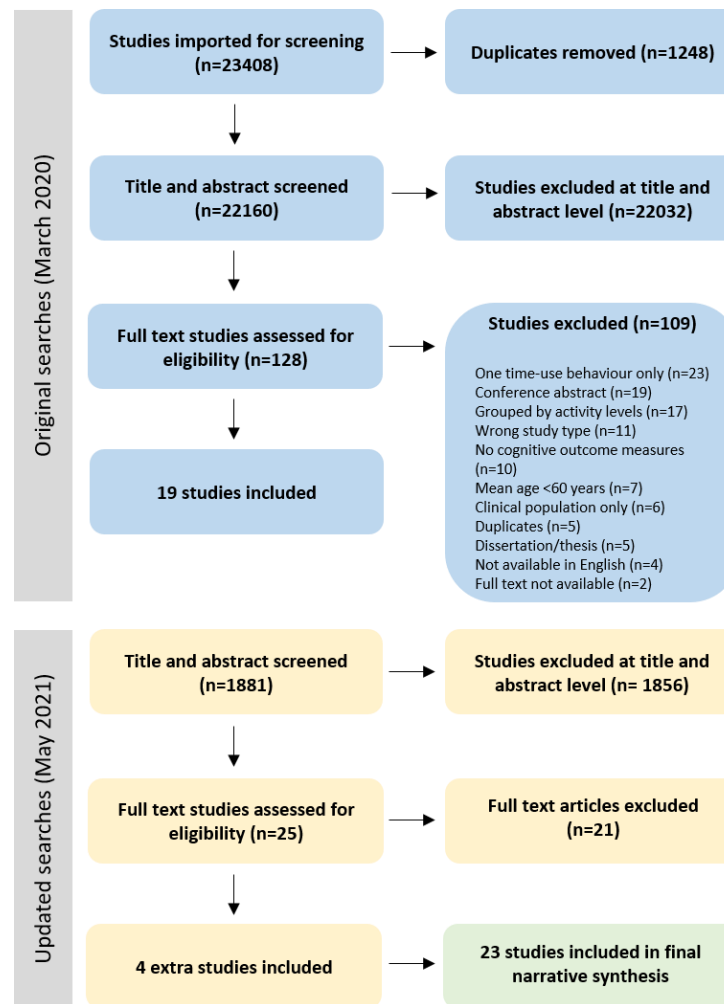 Original searches (March 2020)
Studies imported for screening
(n=23408)
Duplicates removed (n=1248)
Title and abstract screened
(n=22160)
Studies excluded at title and
abstract level (n=22032)
Full text studies assessed for
eligibility (n=128)
Studies excluded (n=109)
One time-use behaviour only (n=23)
Conference abstract (n=19)
Grouped by activity levels (n=17)
Wrong study type (n=11)
No cognitive outcome measures
(n=10)
Mean age <60 years (n=7)
Clinical population only (n=6)
Duplicates (n=5)
Dissertation/thesis (n=5)
Not available in English (n=4)
Full text not available (n=2)
19 studies included
Updated searches (May 2021)
Title and abstract screened
(n=1881)
Studies excluded at title and
abstract level (n= 1856)
Full text studies assessed for
eligibility (n=25)
Full text articles excluded
(n=21)
4 extra studies included
23 studies included in final
narrative synthesis